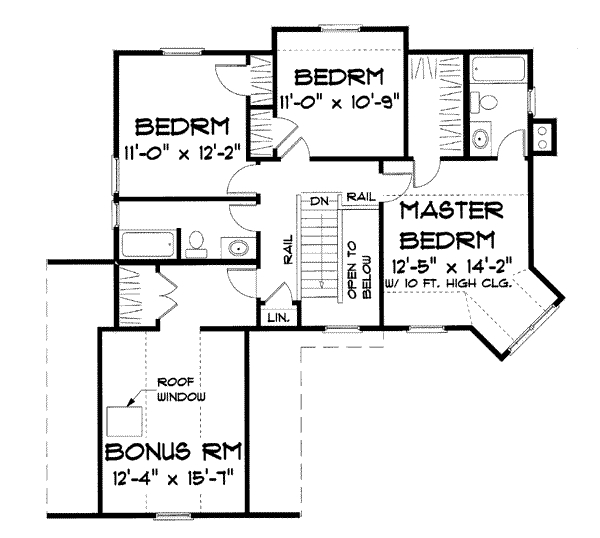 BEDRM
11'-0" x 10'-9"
BEDRM
11'-0" x 12'-2"
DN
RAIL
MASTER
BEDRM
12'-5" x 14'-2"
W/ 10 FT. HIGH CLG.
RAIL
OPEN TO
BELOW
LIN.
ROOF
WINDOW
BONUS RM
12'-4" x 15'-7"